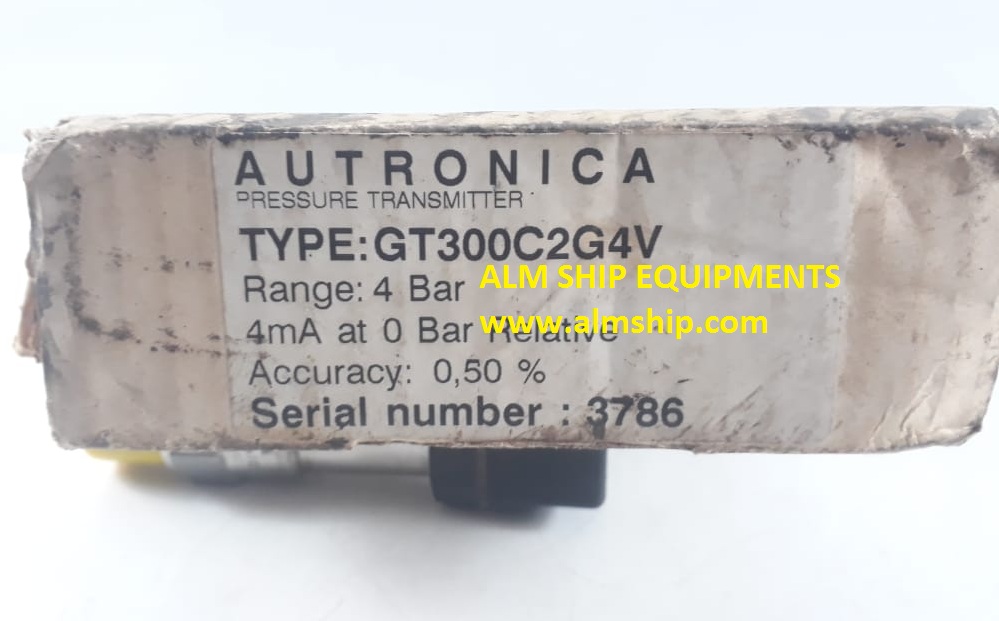 AUTRONICA
PRESSURE TRANSMITTER
TYPE:GT300C2G4V
Range: 4 Bar
ALM SHIP EQUIPMENTS
www.almship.com
4mA at 0 Bar Relative
Accuracy: 0,50 %
Serial number : 3786